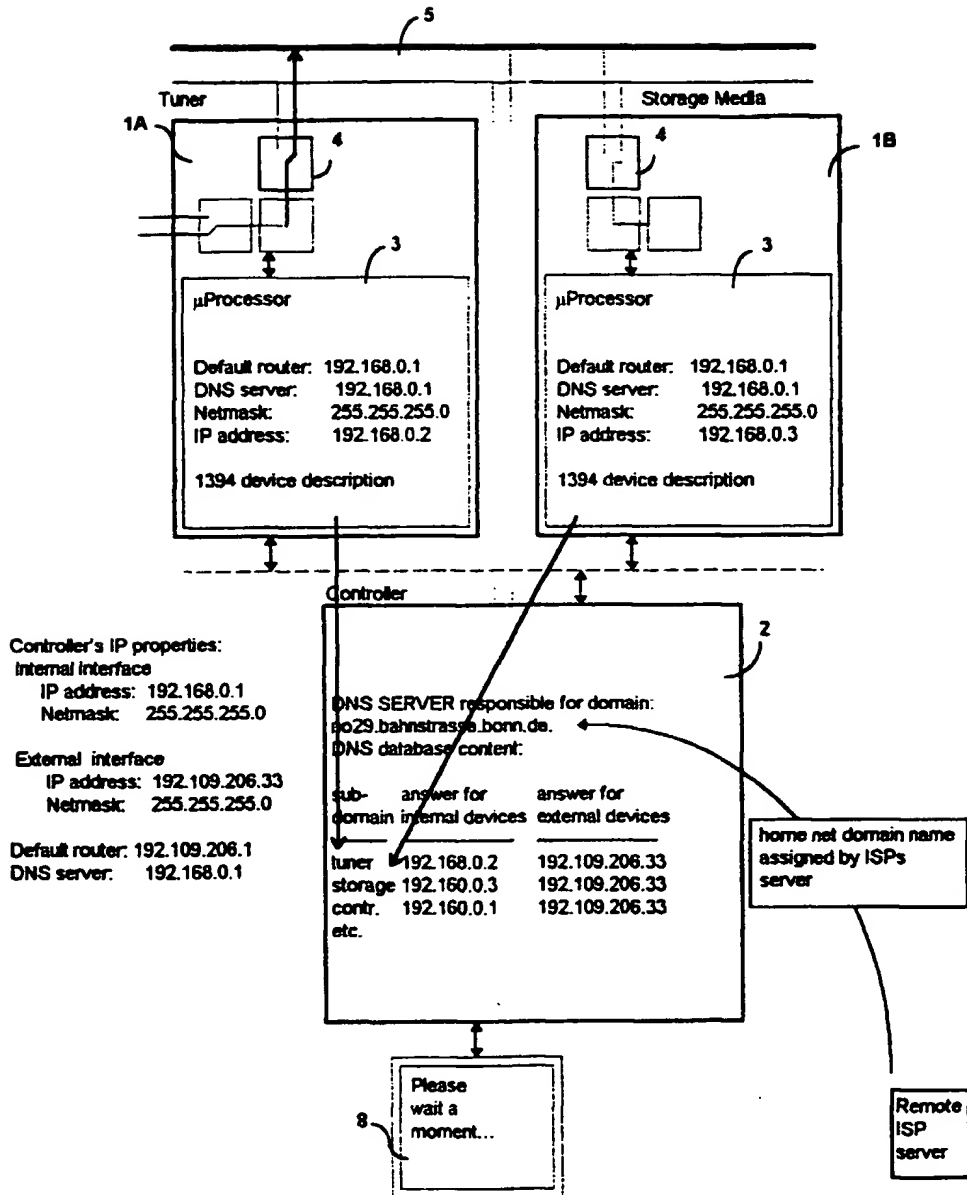 5
Tuner
Storage Media
1A
4
4
1B
3
3
µProcessor
Default router: 192.168.0.1
DNS server: 192.168.0.1
Netmask: 255.255.255.0
IP address: 192.168.0.2
1394 device description
µProcessor
Default router: 192.168.0.1
DNS server: 192.168.0.1
Netmask: 255.255.255.0
IP address: 192.168.0.3
1394 device description
Controller
2
Controller's IP properties:
Internal interface
IP address: 192.168.0.1
Netmask: 255.255.255.0
External interface
IP address: 192.109.206.33
Netmask: 255.255.255.0
Default router: 192.109.206.1
DNS server: 192.168.0.1
DNS SERVER responsible for domain:
no29.bahnstrasse.bonn.de.
DNS database content:
sub- answer for answer for
domain internal devices external devices
tuner 192.168.0.2 192.109.206.33
storage 192.160.0.3 192.109.206.33
contr. 192.160.0.1 192.109.206.33
etc.
home net domain name
assigned by ISPs
server
8
Please
wait a
moment...
Remote
ISP
server